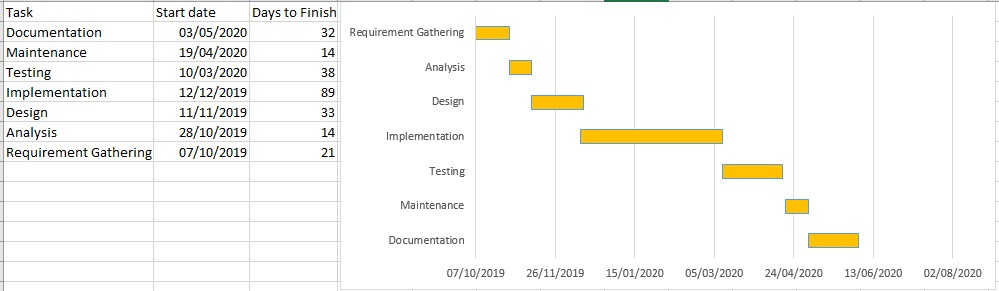 Task Start date Days to Finish
Documentation 03/05/2020 32
Maintenance 19/04/2020 14
Testing 10/03/2020 38
Implementation 12/12/2019 89
Design 11/11/2019 33
Analysis 28/10/2019 14
Requirement Gathering 07/10/2019 21
Requirement Gathering
Analysis
Design
Implementation
Testing
Maintenance
Documentation
07/10/2019 26/11/2019 15/01/2020 05/03/2020 24/04/2020 13/06/2020 02/08/2020